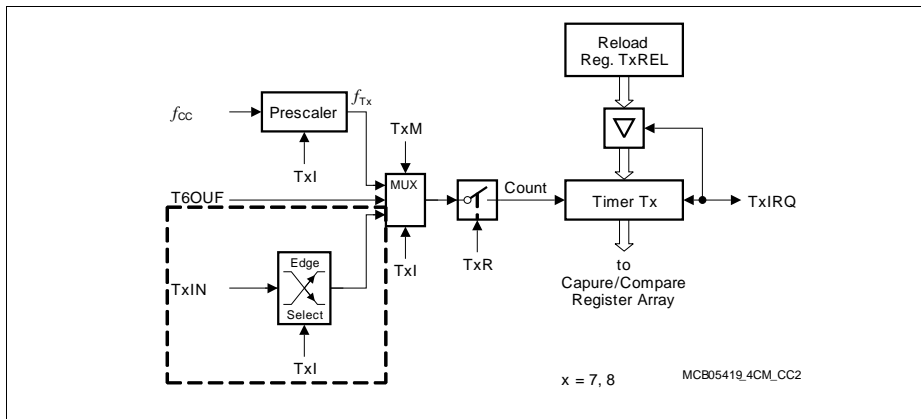 Reload
Reg. TxREL
fCC
Prescaler
fTx
TxM
TxI
MUX
T6OUF
Count
Timer Tx
TxIRQ
TxIN
Edge
Select
TxI
TxR
TxI
to
Capure/Compare
Register Array
x = 7, 8
MCB05419_4CM_CC2